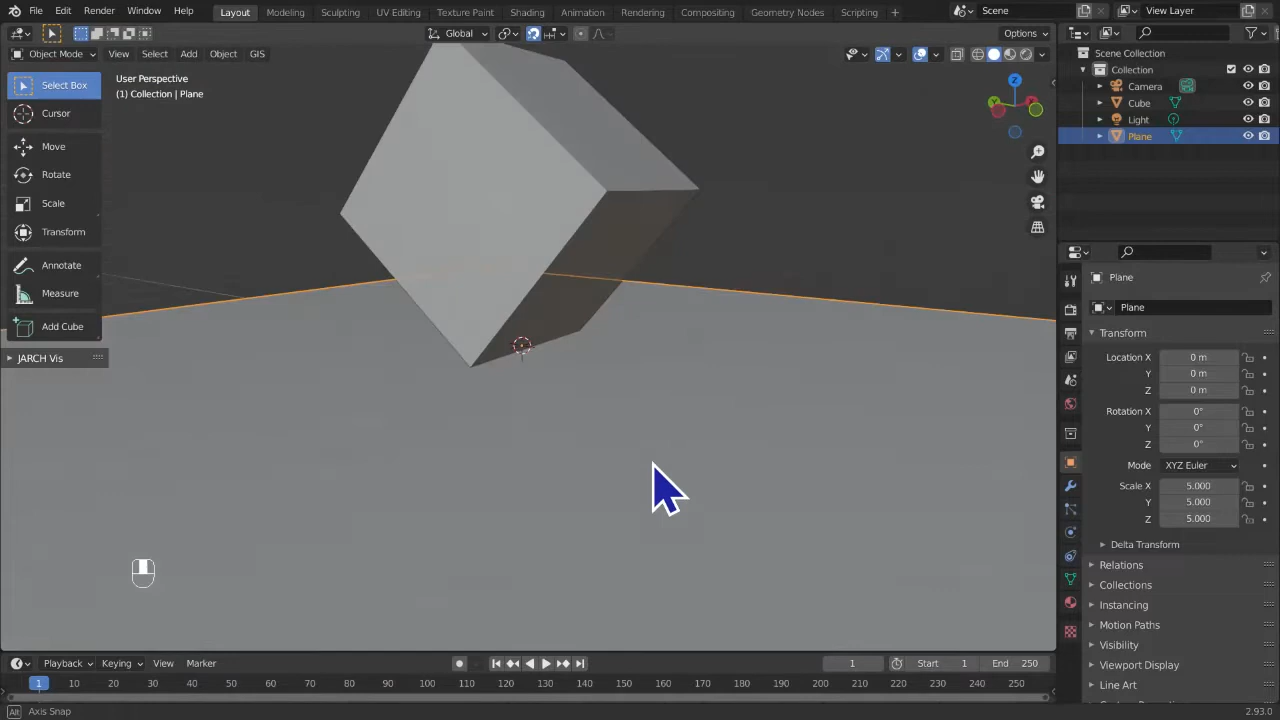 File Edit Render Window Help Layout Modeling Sculpting UV Editing Texture Paint Shading Animation Rendering Compositing Geometry Nodes Scripting + Scene View Layer
Global Options
Object Mode View Select Add Object GIS
Scene Collection
Collection
Camera
Cube
Light
Plane
User Perspective
(1) Collection | Plane
Select Box
Cursor
Move
Rotate
Scale
Transform
Annotate
Measure
Add Cube
JARCH Vis
Z
Y
Plane
Plane
Transform
Location X 0 m
Y 0 m
Z 0 m
Rotation X 0°
Y 0°
Z 0°
Mode XYZ Euler
Scale X 5.000
Y 5.000
Z 5.000
Delta Transform
Relations
Collections
Instancing
Motion Paths
Visibility
Viewport Display
Line Art
Playback Keying View Marker 1 Start 1 End 250
1 10 20 30 40 50 60 70 80 90 100 110 120 130 140 150 160 170 180 190 200 210 220 230 240 250
Alt Axis Snap 2.93.0